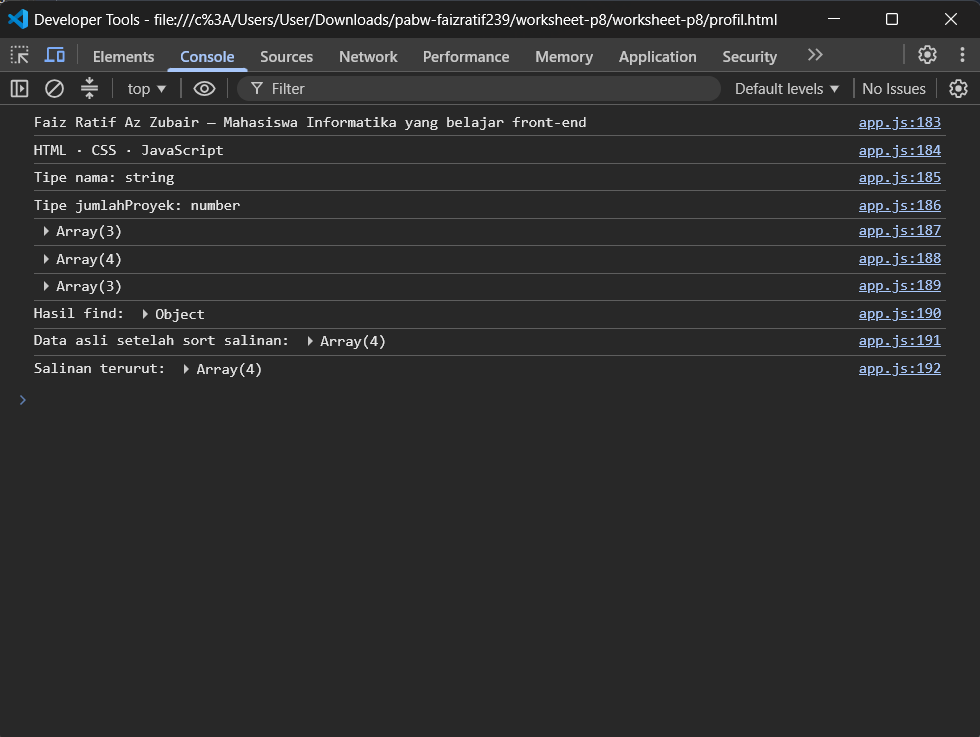 Developer Tools - file:///c%3A/Users/User/Downloads/pabw-faizratif239/worksheet-p8/worksheet-p8/profil.html
Elements Console Sources Network Performance Memory Application Security
top Filter Default levels No Issues
Faiz Ratif Az Zubair — Mahasiswa Informatika yang belajar front-end app.js:183
HTML · CSS · JavaScript app.js:184
Tipe nama: string app.js:185
Tipe jumlahProyek: number app.js:186
Array(3) app.js:187
Array(4) app.js:188
Array(3) app.js:189
Hasil find: Object app.js:190
Data asli setelah sort salinan: Array(4) app.js:191
Salinan terurut: Array(4) app.js:192